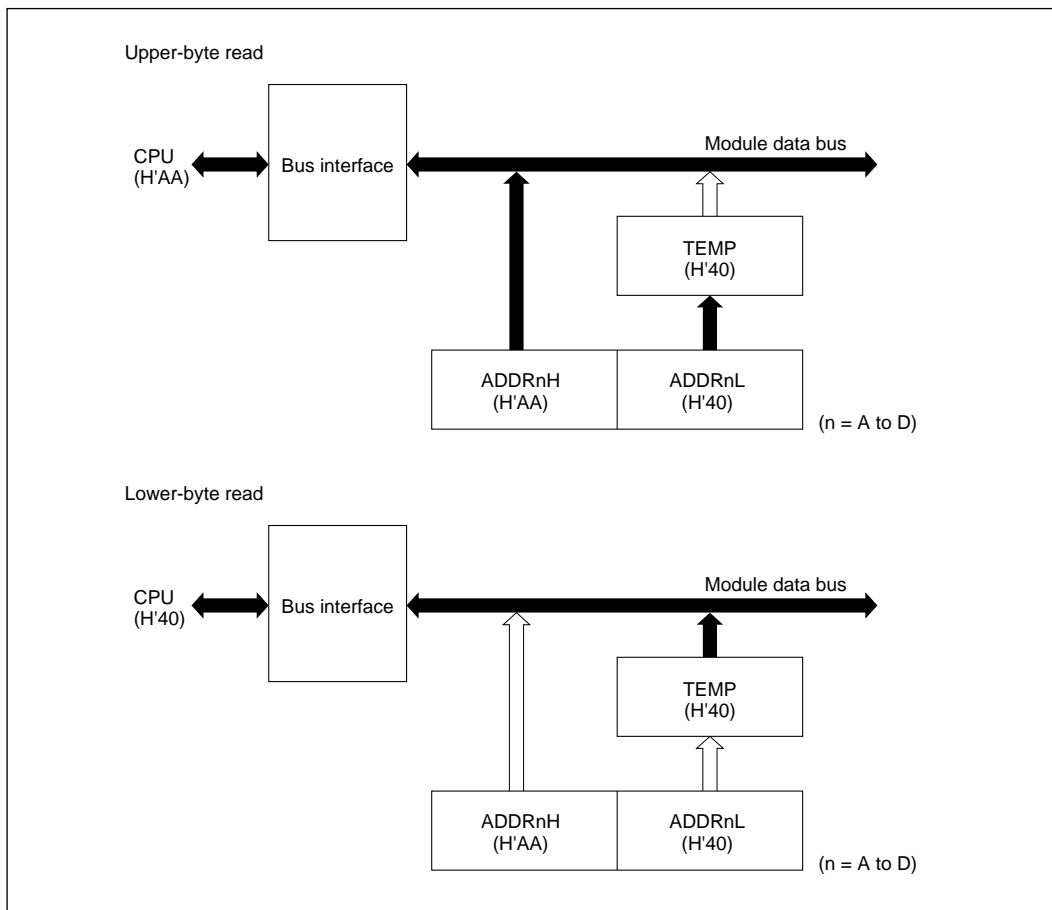 Upper-byte read
CPU
(H'AA)
Bus interface
Module data bus
TEMP
(H'40)
ADDRnH
(H'AA)
ADDRnL
(H'40)
(n = A to D)
Lower-byte read
CPU
(H'40)
Bus interface
Module data bus
TEMP
(H'40)
ADDRnH
(H'AA)
ADDRnL
(H'40)
(n = A to D)